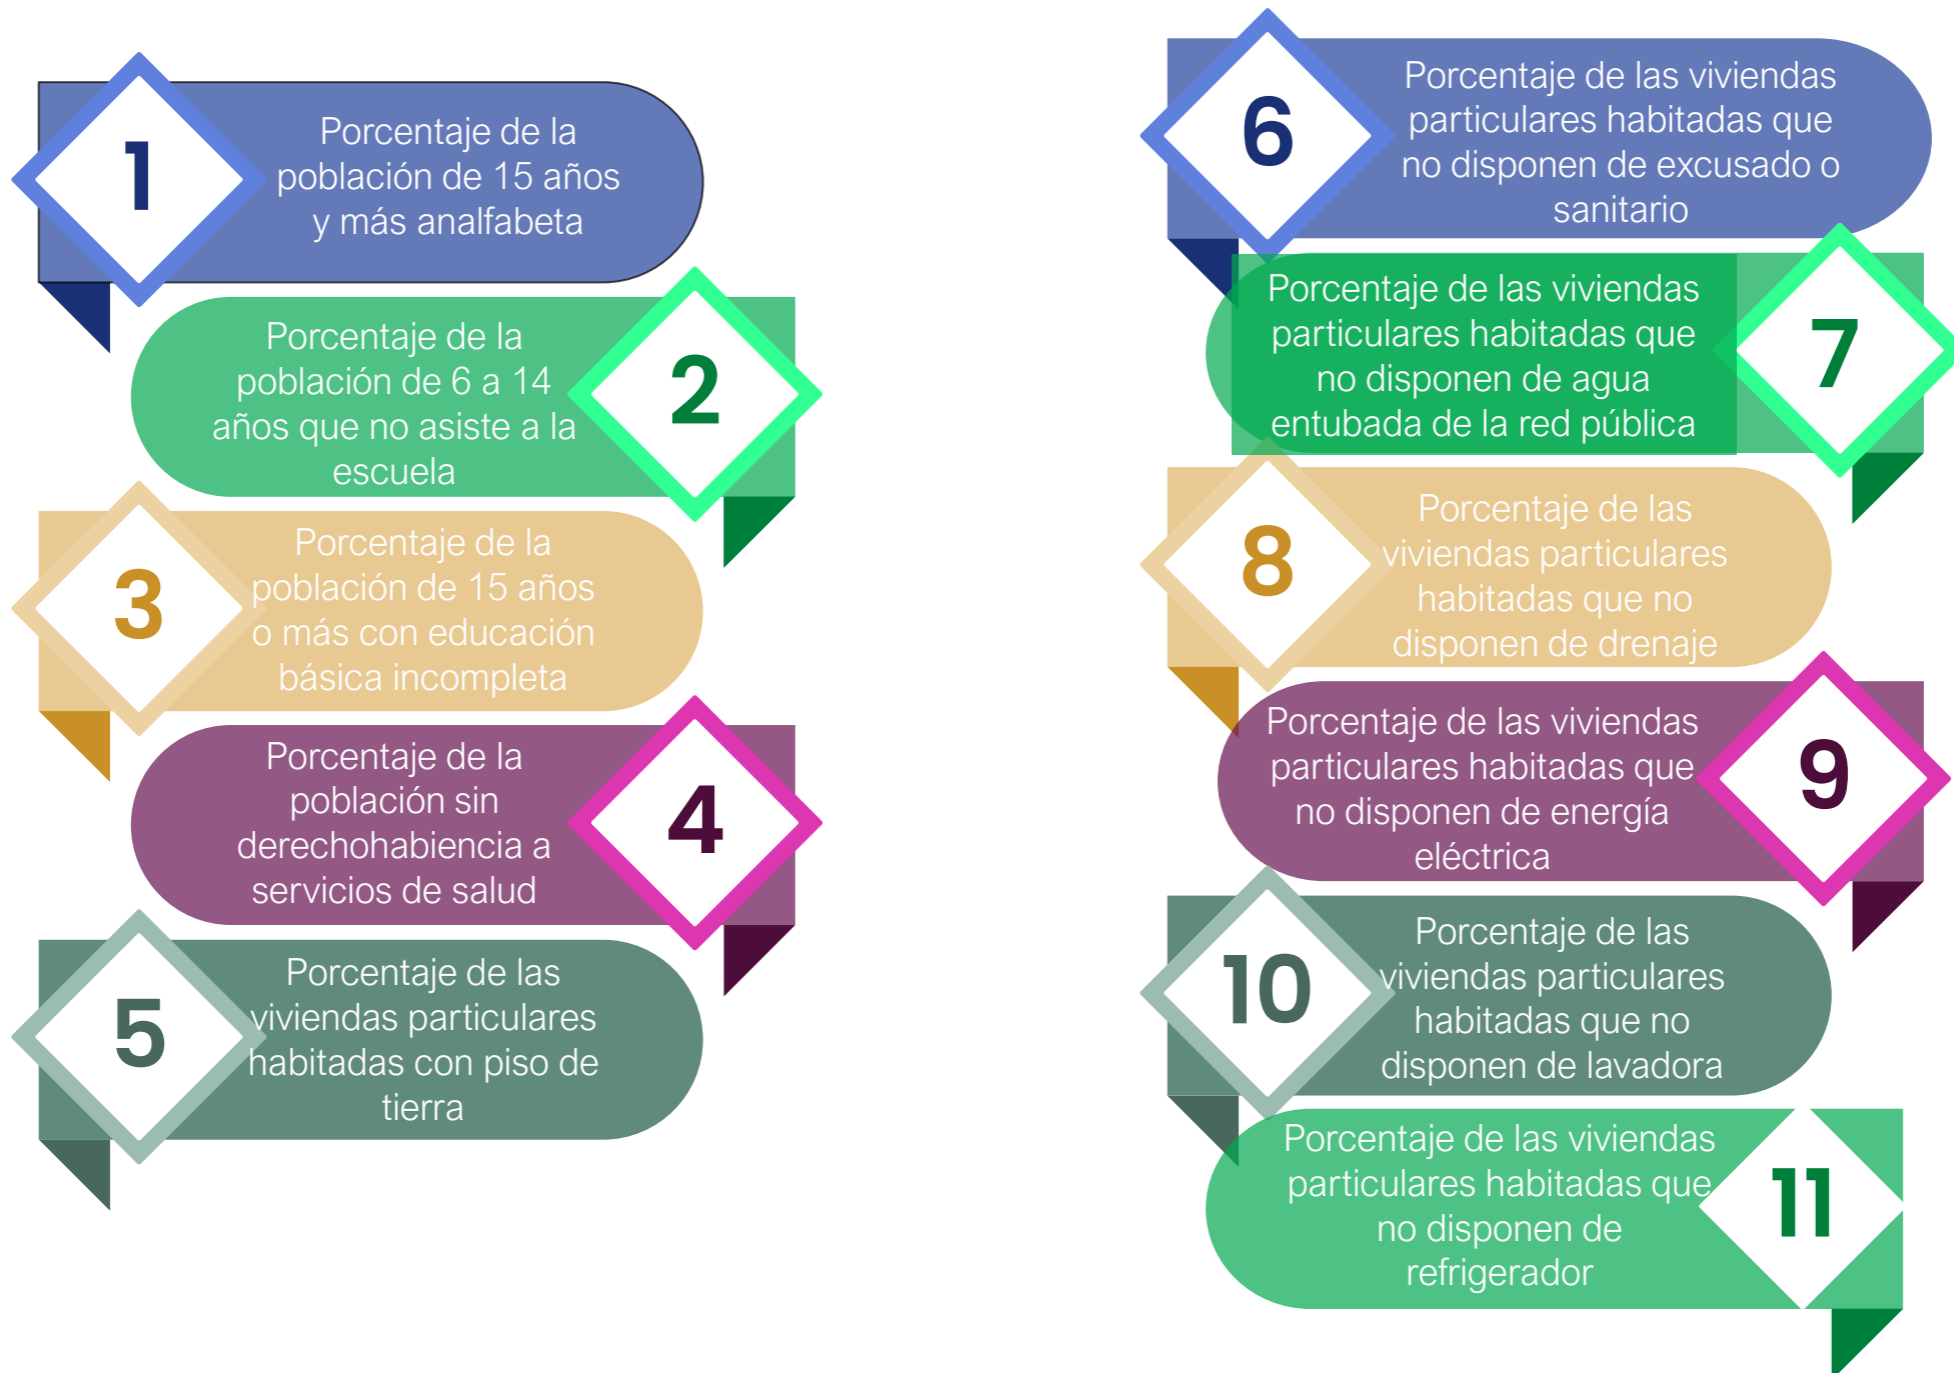 1
Porcentaje de la
población de 15 años
y más analfabeta
2
Porcentaje de la
población de 6 a 14
años que no asiste a la
escuela
3
Porcentaje de la
población de 15 años
o más con educación
básica incompleta
4
Porcentaje de la
población sin
derechohabiencia a
servicios de salud
5
Porcentaje de las
viviendas particulares
habitadas con piso de
tierra
6
Porcentaje de las viviendas
particulares habitadas que
no disponen de excusado o
sanitario
7
Porcentaje de las viviendas
particulares habitadas que
no disponen de agua
entubada de la red pública
8
Porcentaje de las
viviendas particulares
habitadas que no
disponen de drenaje
9
Porcentaje de las viviendas
particulares habitadas que
no disponen de energía
eléctrica
10
Porcentaje de las
viviendas particulares
habitadas que no
disponen de lavadora
11
Porcentaje de las viviendas
particulares habitadas que
no disponen de
refrigerador